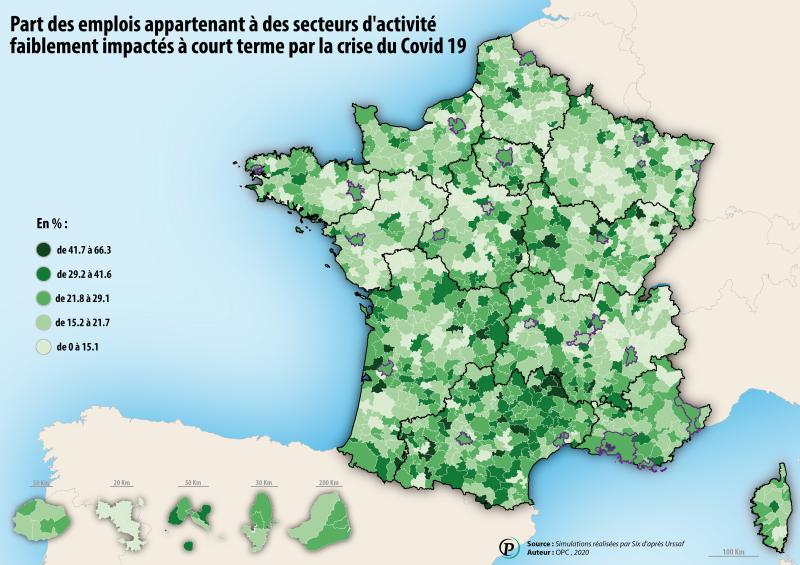 Part des emplois appartenant à des secteurs d'activité
faiblement impactés à court terme par la crise du Covid 19
En % :
de 41.7 à 66.3
de 29.2 à 41.6
de 21.8 à 29.1
de 15.2 à 21.7
de 0 à 15.1
50 Km
20 Km
50 Km
30 Km
200 Km
P
Source : Simulations réalisées par Six d'après Urssaf
Auteur : OPC , 2020
100 Km